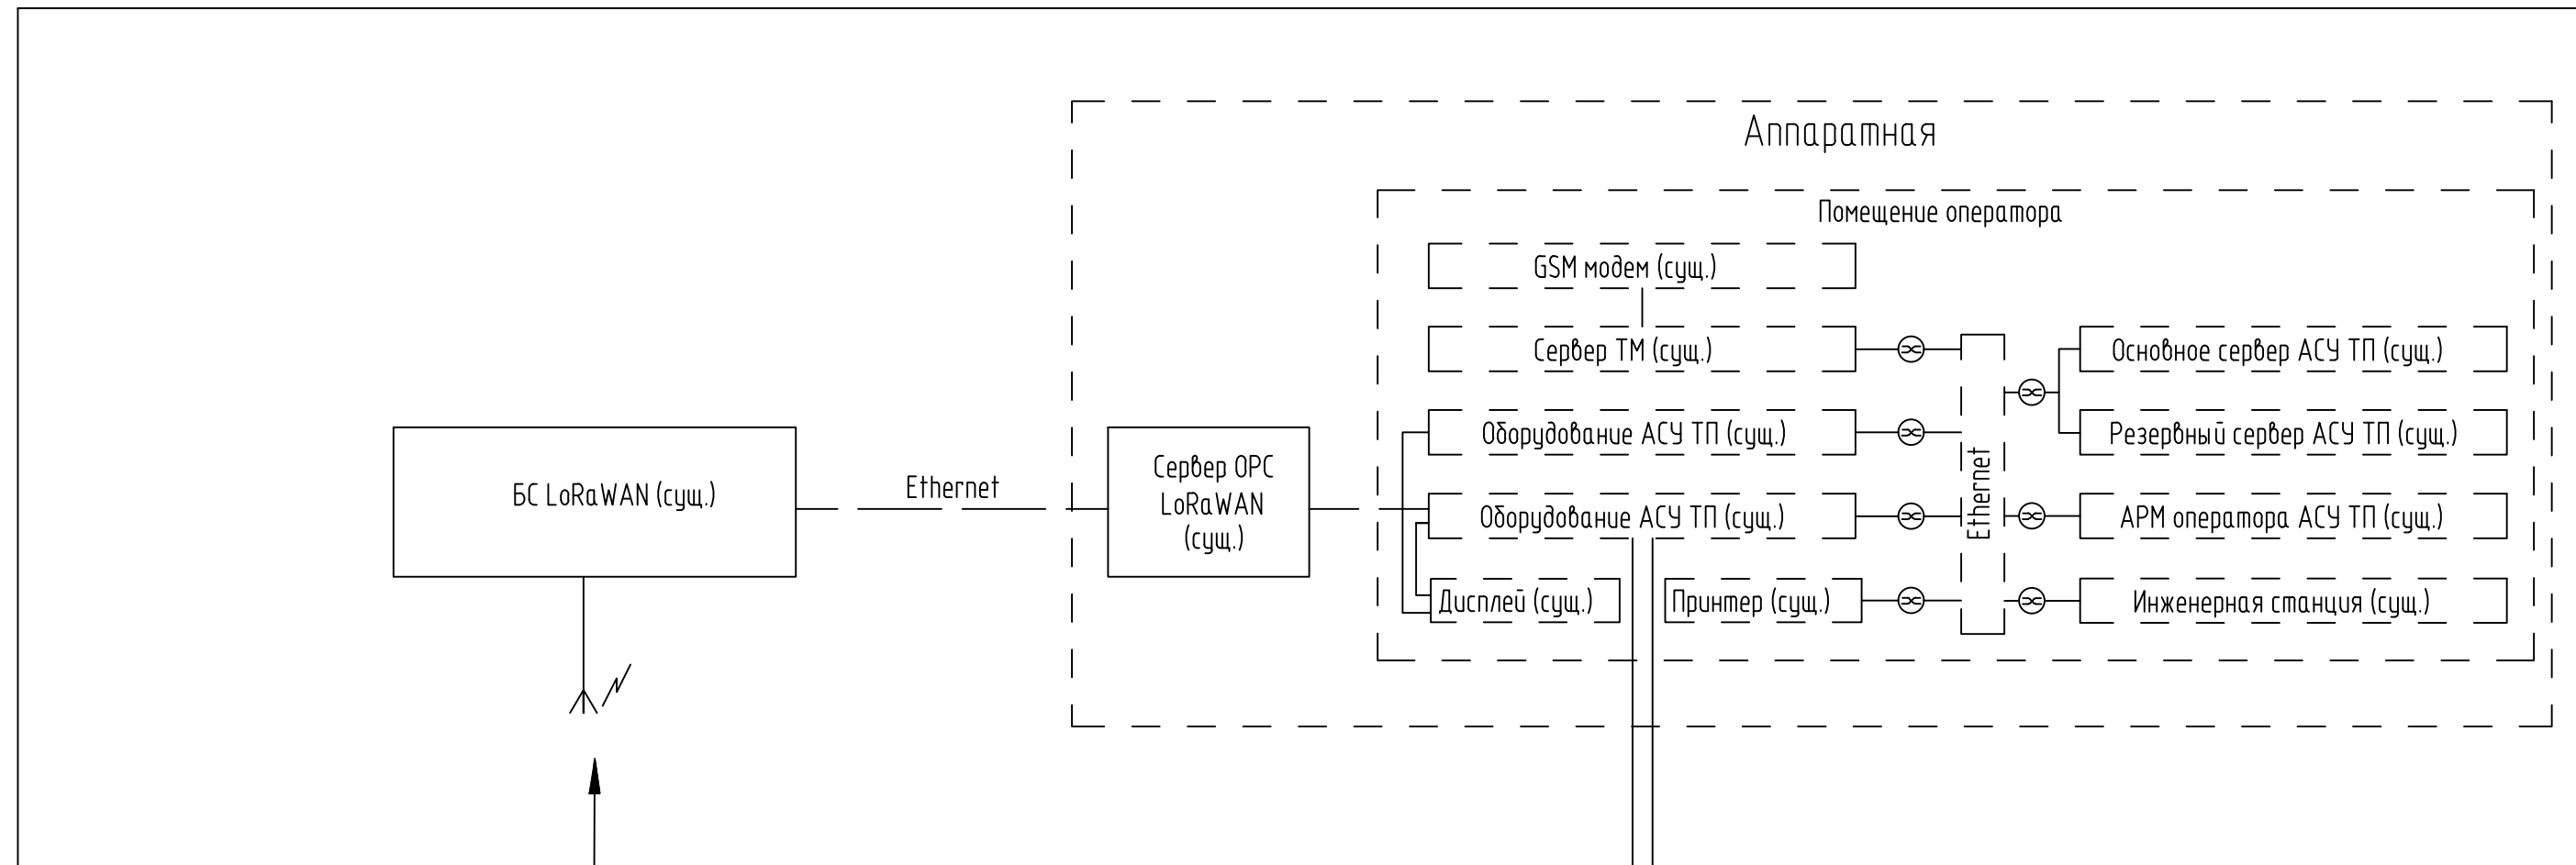 Аппаратная
Помещение оператора
GSM модем (сущ.)
Сервер ТМ (сущ.)
Основное сервер АСУ ТП (сущ.)
Оборудование АСУ ТП (сущ.)
Резервный сервер АСУ ТП (сущ.)
БС LoRaWAN (сущ.)
Ethernet
Сервер OPC
LoRaWAN
(сущ.)
Оборудование АСУ ТП (сущ.)
Ethernet
АРМ оператора АСУ ТП (сущ.)
Дисплей (сущ.)
Принтер (сущ.)
Инженерная станция (сущ.)